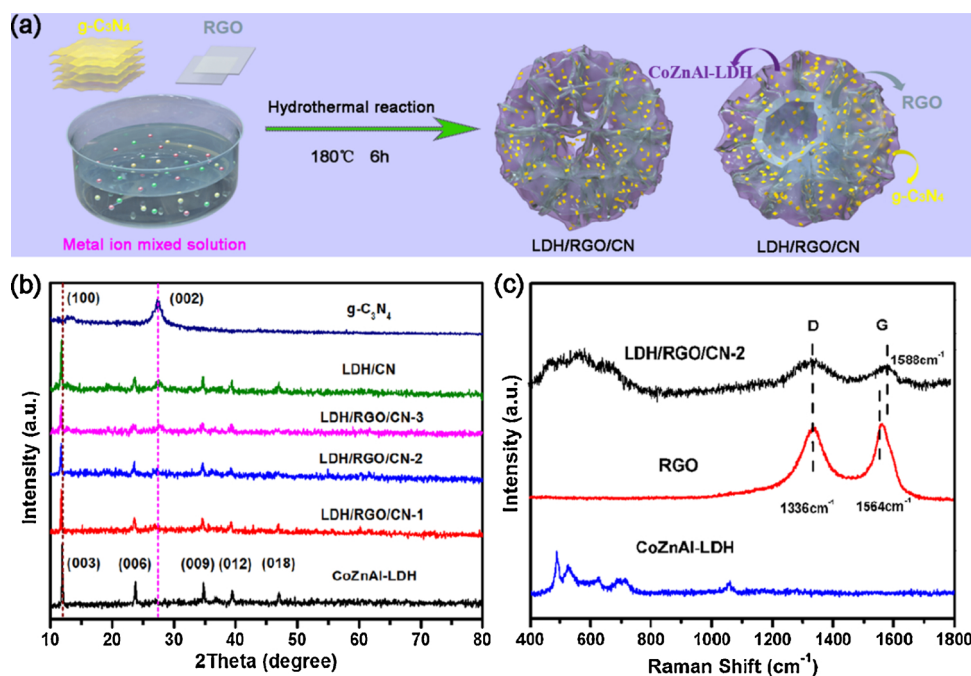 (a)
g-C₃N₄
RGO
Hydrothermal reaction
180℃ 6h
Metal ion mixed solution
CoZnAl-LDH
RGO
g-C₃N₄
LDH/RGO/CN
LDH/RGO/CN
(b)
(100)
(002)
g-C₃N₄
LDH/CN
LDH/RGO/CN-3
LDH/RGO/CN-2
LDH/RGO/CN-1
(003)
(006)
(009)
(012)
(018)
CoZnAl-LDH
Intensity (a.u.)
10 20 30 40 50 60 70 80
2Theta (degree)
(c)
D
G
LDH/RGO/CN-2
1588cm⁻¹
RGO
1336cm⁻¹
1564cm⁻¹
CoZnAl-LDH
Intensity (a.u.)
400 600 800 1000 1200 1400 1600 1800
Raman Shift (cm⁻¹)